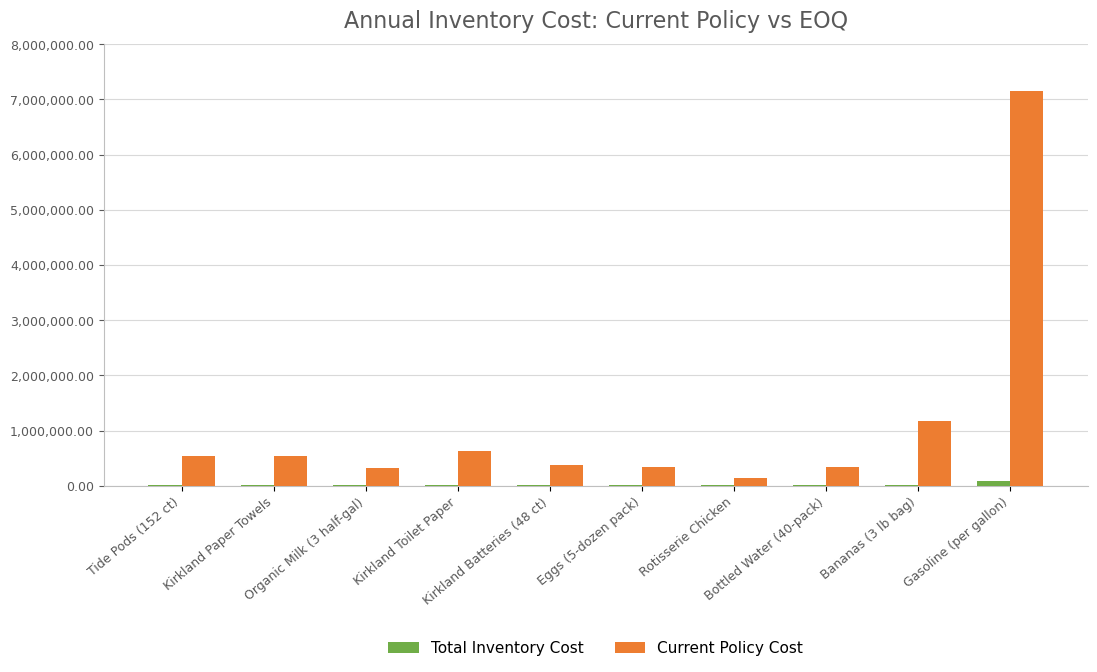 Annual Inventory Cost: Current Policy vs EOQ
8,000,000.00
7,000,000.00
6,000,000.00
5,000,000.00
4,000,000.00
3,000,000.00
2,000,000.00
1,000,000.00
0.00
Tide Pods (152 ct)
Kirkland Paper Towels
Organic Milk (3 half-gal)
Kirkland Toilet Paper
Kirkland Batteries (48 ct)
Eggs (5-dozen pack)
Rotisserie Chicken
Bottled Water (40-pack)
Bananas (3 lb bag)
Gasoline (per gallon)
Total Inventory Cost
Current Policy Cost